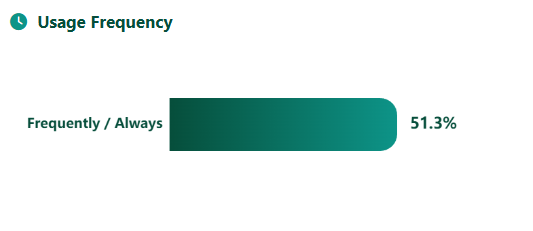 Usage Frequency
Frequently / Always 51.3%